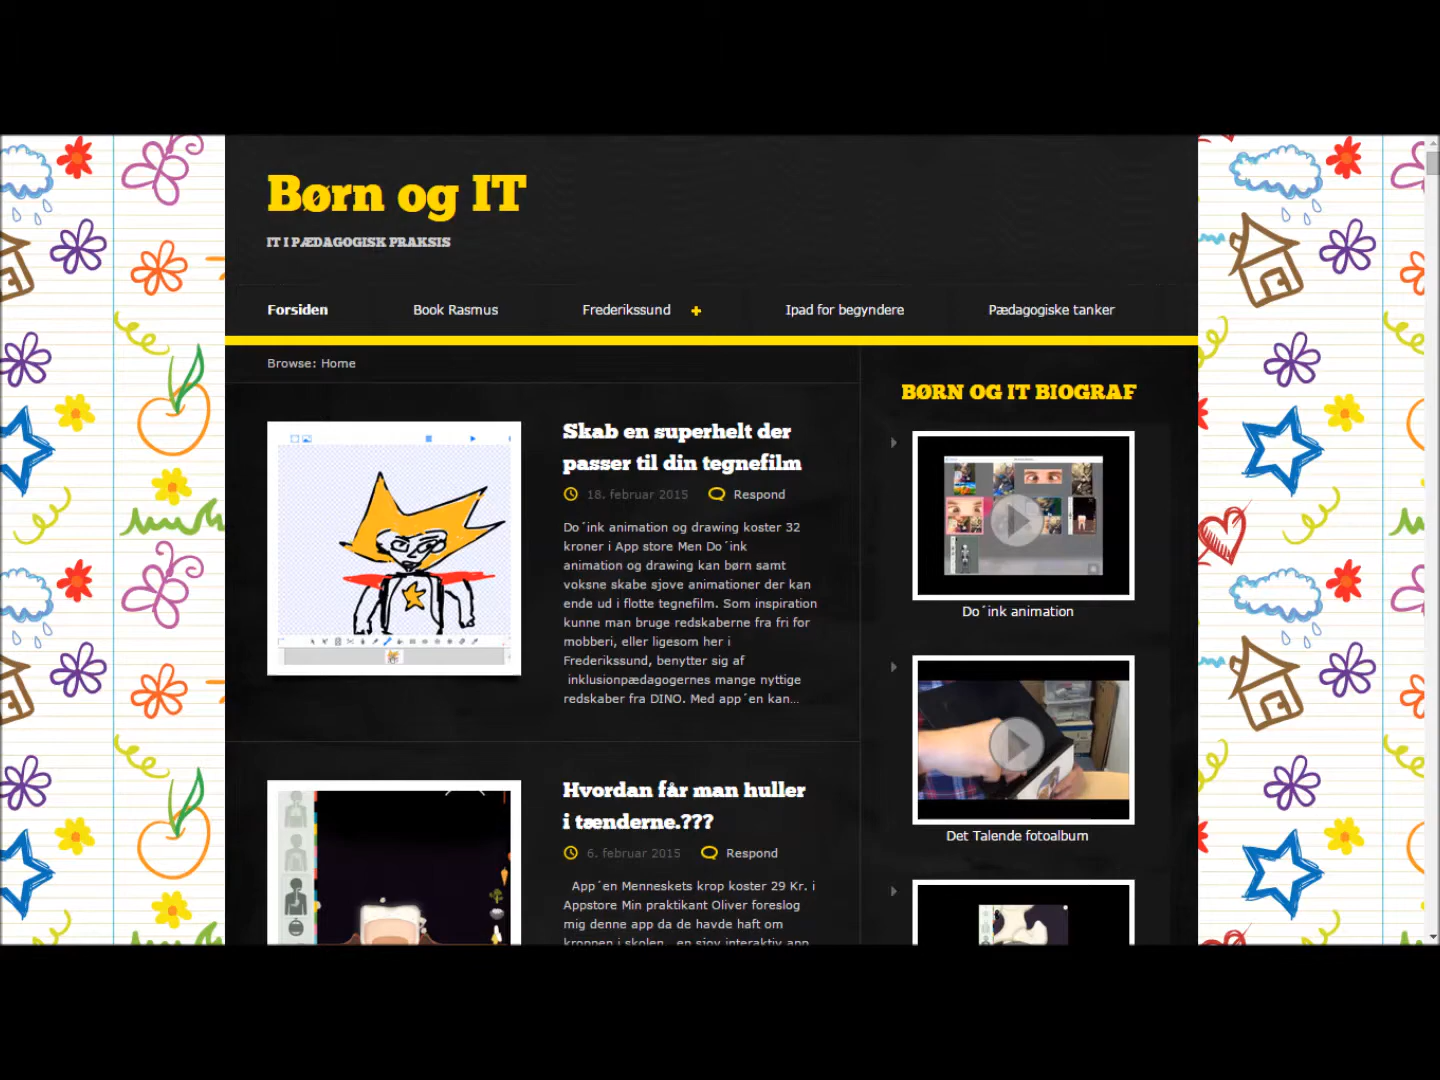 Børn og IT
IT I PÆDAGOGISK PRAKSIS
Forsiden
Book Rasmus
Frederikssund
Ipad for begyndere
Pædagogiske tanker
Browse: Home
Skab en superhelt der
passer til din tegnefilm
18. februar 2015 Respond
Do´ink animation og drawing koster 32
kroner i App store Men Do´ink
animation og drawing kan børn samt
voksne skabe sjove animationer der kan
ende ud i flotte tegnefilm. Som inspiration
kunne man bruge redskaberne fra fri for
mobberi, eller ligesom her i
Frederikssund, benytter sig af
inklusionpædagogernes mange nyttige
redskaber fra DINO. Med app´en kan...
Hvordan får man huller
i tænderne.???
6. februar 2015 Respond
App´en Menneskets krop koster 29 Kr. i
Appstore Min praktikant Oliver foreslog
mig denne app da de havde haft om
kroppen i skolen.. en sjov interaktiv app
BØRN OG IT BIOGRAF
Do´ink animation
Det Talende fotoalbum